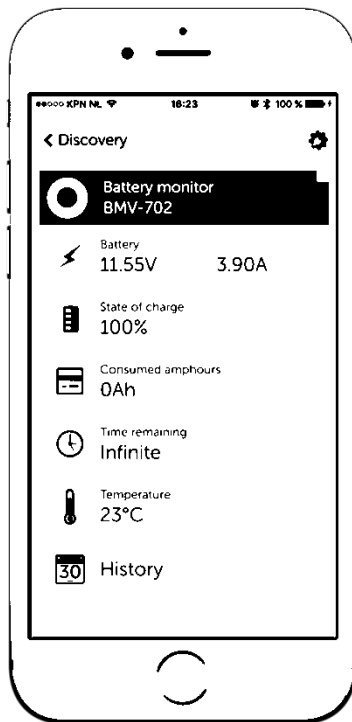 KPN NL 16:23 100 %
Discovery
Battery monitor
BMV-702
Battery
11.55V 3.90A
State of charge
100%
Consumed amphours
0Ah
Time remaining
Infinite
Temperature
23°C
30 History